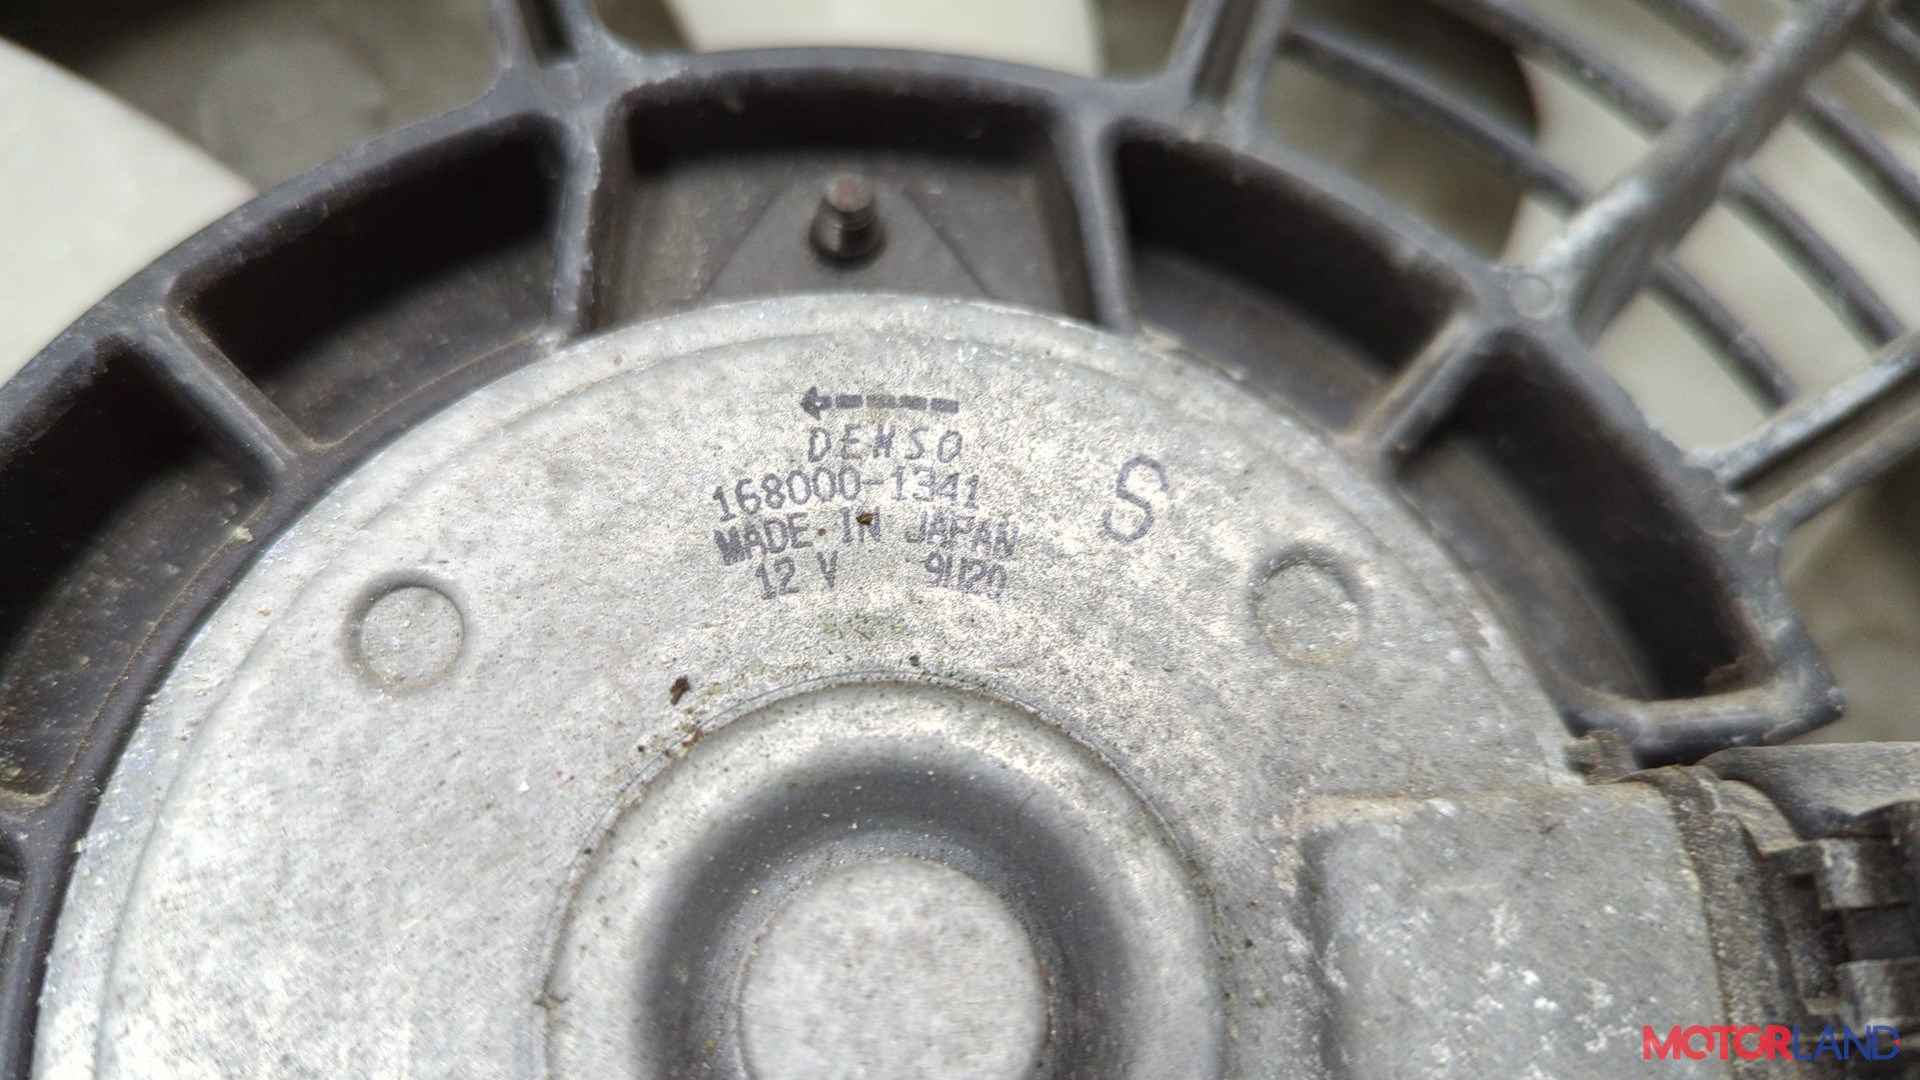 DENSO
168000-1341
S
MADE IN JAPAN
12 V 9U20
MOTORLAND